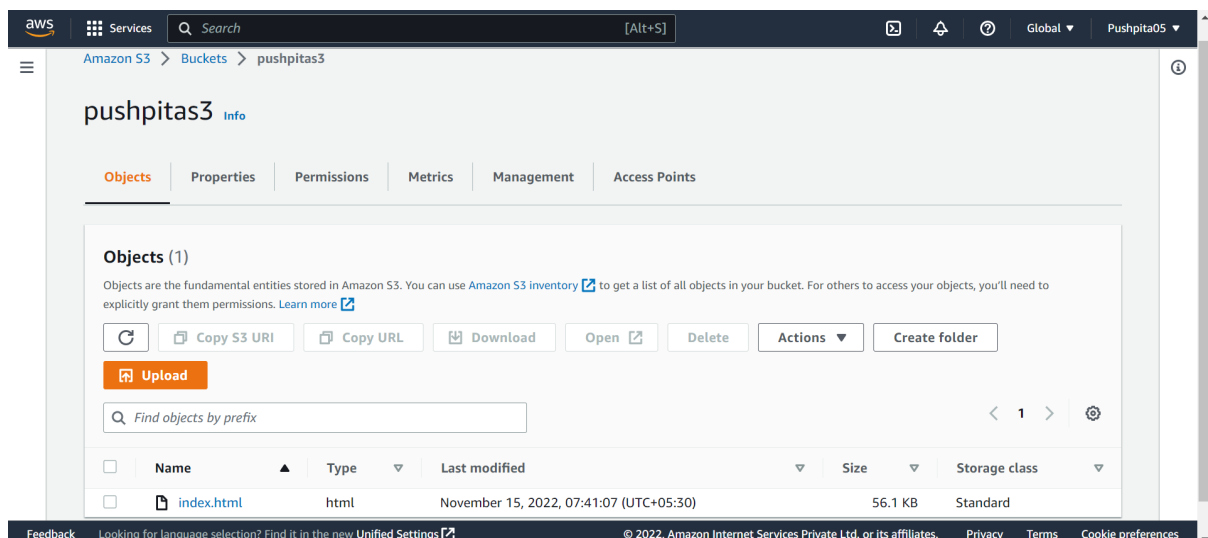 aws Services Search [Alt+S] Global Pushpita05
Amazon S3 > Buckets > pushpitas3
pushpitas3 Info
Objects Properties Permissions Metrics Management Access Points
Objects (1)
Objects are the fundamental entities stored in Amazon S3. You can use Amazon S3 inventory to get a list of all objects in your bucket. For others to access your objects, you'll need to
explicitly grant them permissions. Learn more
Copy S3 URI Copy URL Download Open Delete Actions Create folder
Upload
Find objects by prefix 1
Name Type Last modified Size Storage class
index.html html November 15, 2022, 07:41:07 (UTC+05:30) 56.1 KB Standard
Feedback Looking for language selection? Find it in the new Unified Settings © 2022, Amazon Internet Services Private Ltd. or its affiliates. Privacy Terms Cookie preferences